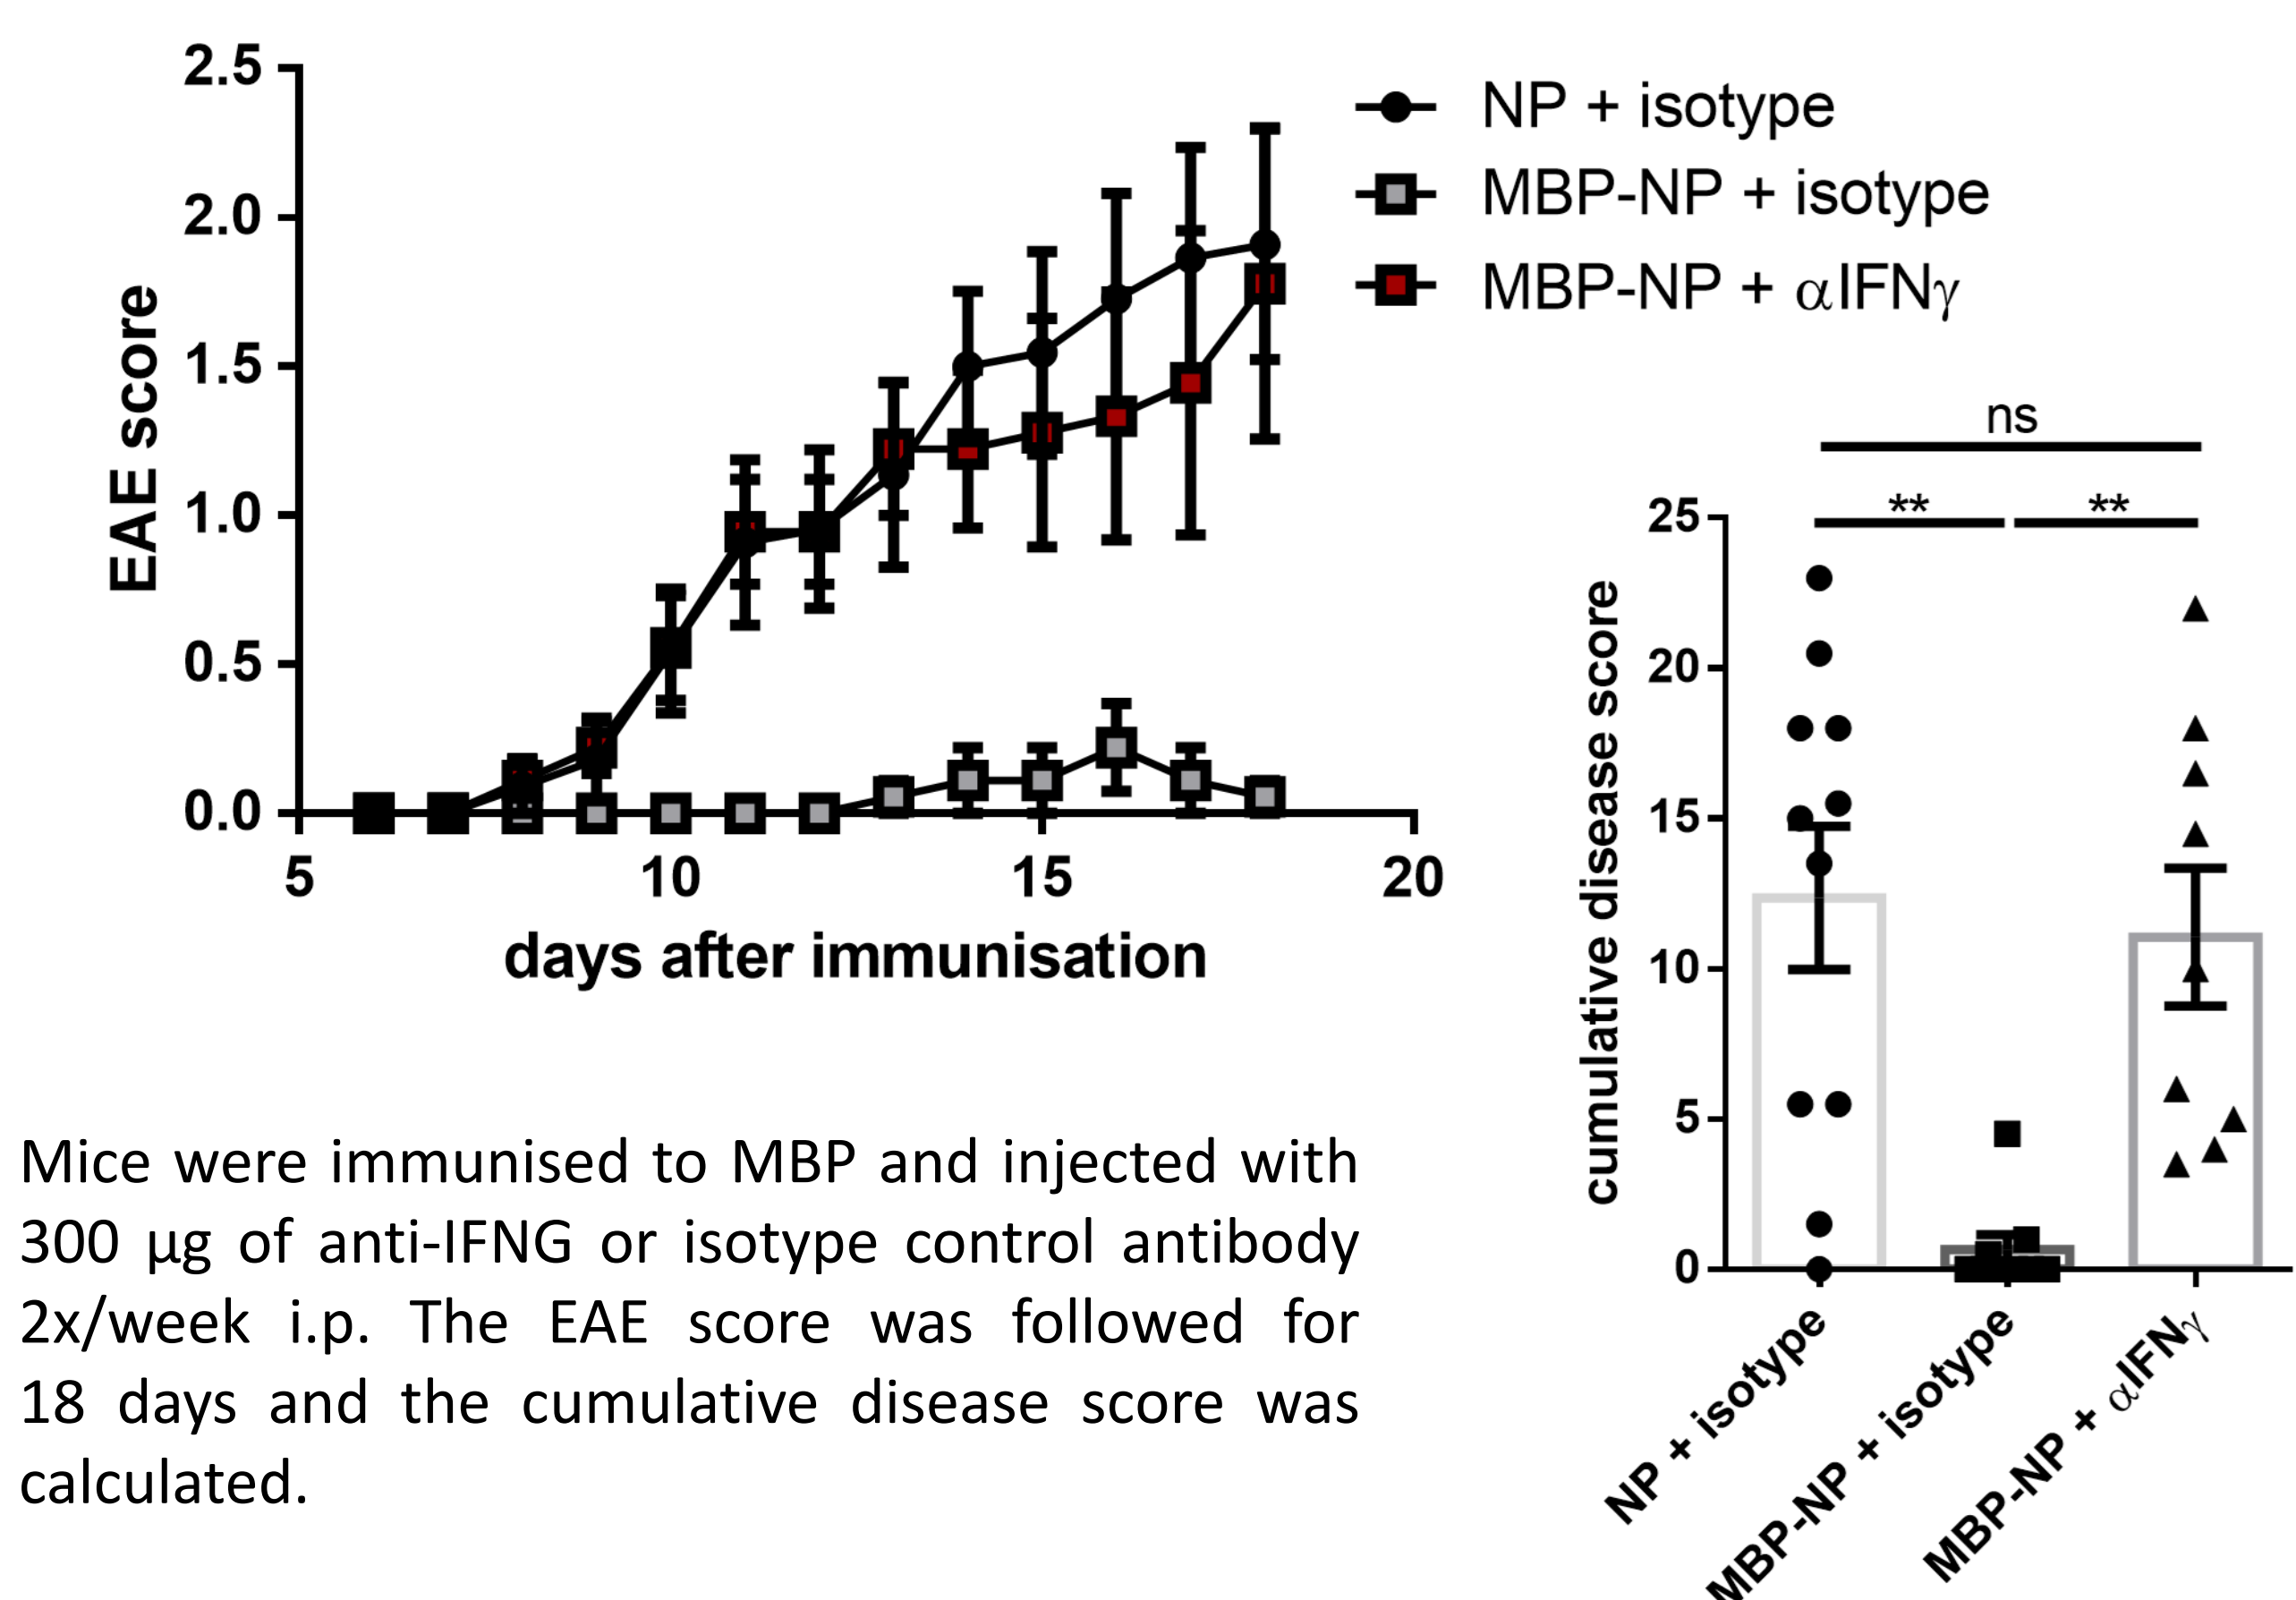 2.5
2.0
1.5
1.0
0.5
0.0
EAE score
5 10 15 20
days after immunisation
NP + isotype
MBP-NP + isotype
MBP-NP + αIFNγ
ns
** **
25
20
15
10
5
0
cumulative disease score
NP + isotype
MBP-NP + isotype
MBP-NP + αIFNγ
Mice were immunised to MBP and injected with
300 µg of anti-IFNG or isotype control antibody
2x/week i.p. The EAE score was followed for
18 days and the cumulative disease score was
calculated.